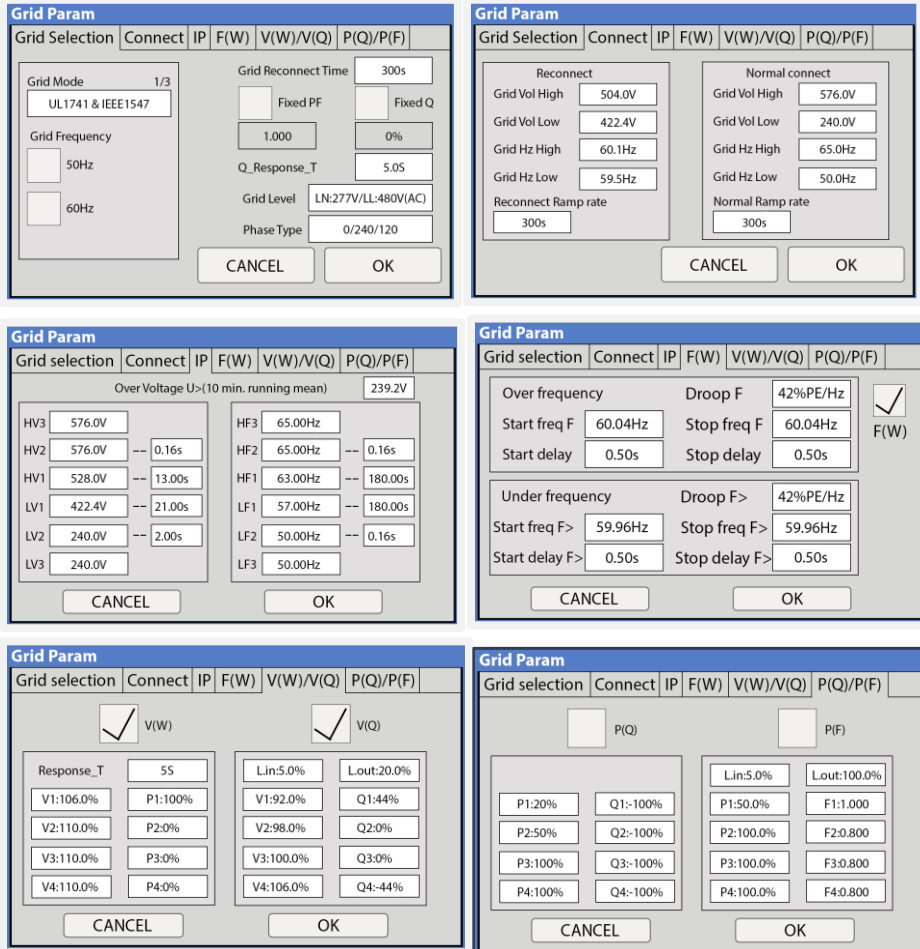 Grid Param
Grid Selection Connect IP F(W) V(W)/V(Q) P(Q)/P(F)
Grid Mode 1/3
UL1741 & IEEE1547
Grid Frequency
50Hz
60Hz
Grid Reconnect Time 300s
Fixed PF Fixed Q
1.000 0%
Q_Response_T 5.0S
Grid Level LN:277V/LL:480V(AC)
Phase Type 0/240/120
CANCEL OK
Grid Param
Grid Selection Connect IP F(W) V(W)/V(Q) P(Q)/P(F)
Reconnect
Grid Vol High 504.0V
Grid Vol Low 422.4V
Grid Hz High 60.1Hz
Grid Hz Low 59.5Hz
Reconnect Ramp rate
300s
Normal connect
Grid Vol High 576.0V
Grid Vol Low 240.0V
Grid Hz High 65.0Hz
Grid Hz Low 50.0Hz
Normal Ramp rate
300s
CANCEL OK
Grid Param
Grid selection Connect IP F(W) V(W)/V(Q) P(Q)/P(F)
Over Voltage U>(10 min. running mean) 239.2V
HV3 576.0V
HV2 576.0V -- 0.16s
HV1 528.0V -- 13.00s
LV1 422.4V -- 21.00s
LV2 240.0V -- 2.00s
LV3 240.0V
HF3 65.00Hz
HF2 65.00Hz -- 0.16s
HF1 63.00Hz -- 180.00s
LF1 57.00Hz -- 180.00s
LF2 50.00Hz -- 0.16s
LF3 50.00Hz
CANCEL OK
Grid Param
Grid selection Connect IP F(W) V(W)/V(Q) P(Q)/P(F)
Over frequency Droop F 42%PE/Hz
Start freq F 60.04Hz Stop freq F 60.04Hz
Start delay 0.50s Stop delay 0.50s
F(W)
Under frequency Droop F> 42%PE/Hz
Start freq F> 59.96Hz Stop freq F> 59.96Hz
Start delay F> 0.50s Stop delay F> 0.50s
CANCEL OK
Grid Param
Grid selection Connect IP F(W) V(W)/V(Q) P(Q)/P(F)
V(W) V(Q)
Response_T 5S
V1:106.0% P1:100%
V2:110.0% P2:0%
V3:110.0% P3:0%
V4:110.0% P4:0%
L.in:5.0% L.out:20.0%
V1:92.0% Q1:44%
V2:98.0% Q2:0%
V3:100.0% Q3:0%
V4:106.0% Q4:-44%
CANCEL OK
Grid Param
Grid selection Connect IP F(W) V(W)/V(Q) P(Q)/P(F)
P(Q) P(F)
P1:20% Q1:-100%
P2:50% Q2:-100%
P3:100% Q3:-100%
P4:100% Q4:-100%
L.in:5.0% L.out:100.0%
P1:50.0% F1:1.000
P2:100.0% F2:0.800
P3:100.0% F3:0.800
P4:100.0% F4:0.800
CANCEL OK